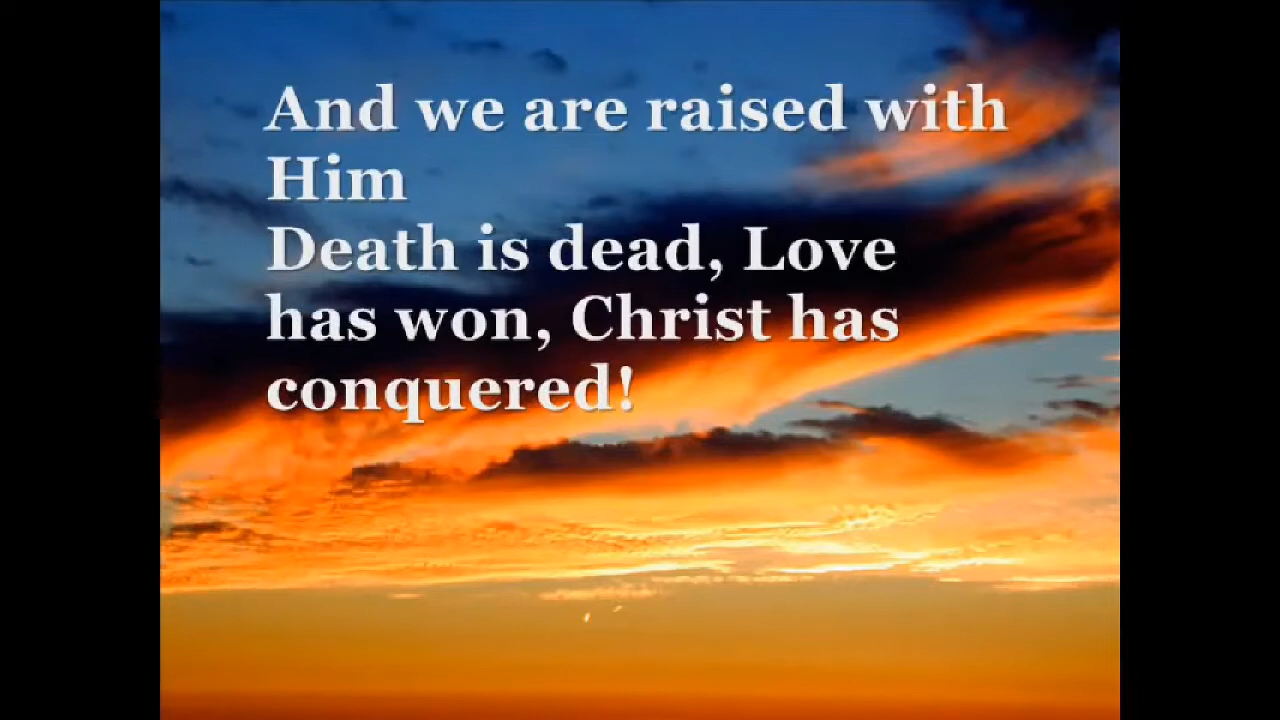 And we are raised with
Him
Death is dead, Love
has won, Christ has
conquered!